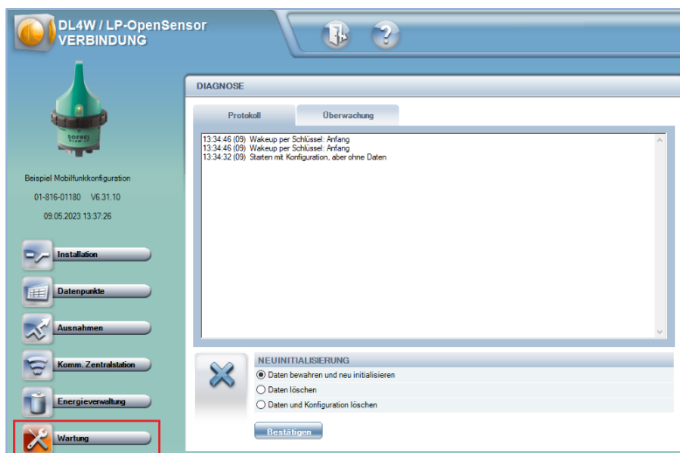 DL4W / LP-OpenSensor
VERBINDUNG
Beispiel Mobilfunkkonfiguration
01-816-01180 V6.31.10
09.05.2023 13:37:26
Installation
Datenpunkte
Ausnahmen
Komm. Zentralstation
Energieverwaltung
Wartung
DIAGNOSE
Protokoll Überwachung
13:34:46 (09) Wakeup per Schlüssel: Anfang
13:34:46 (09) Wakeup per Schlüssel: Anfang
13:34:32 (09) Starten mit Konfiguration, aber ohne Daten
NEUINITIALISIERUNG
Daten bewahren und neu initialisieren
Daten löschen
Daten und Konfiguration löschen
Bestätigen